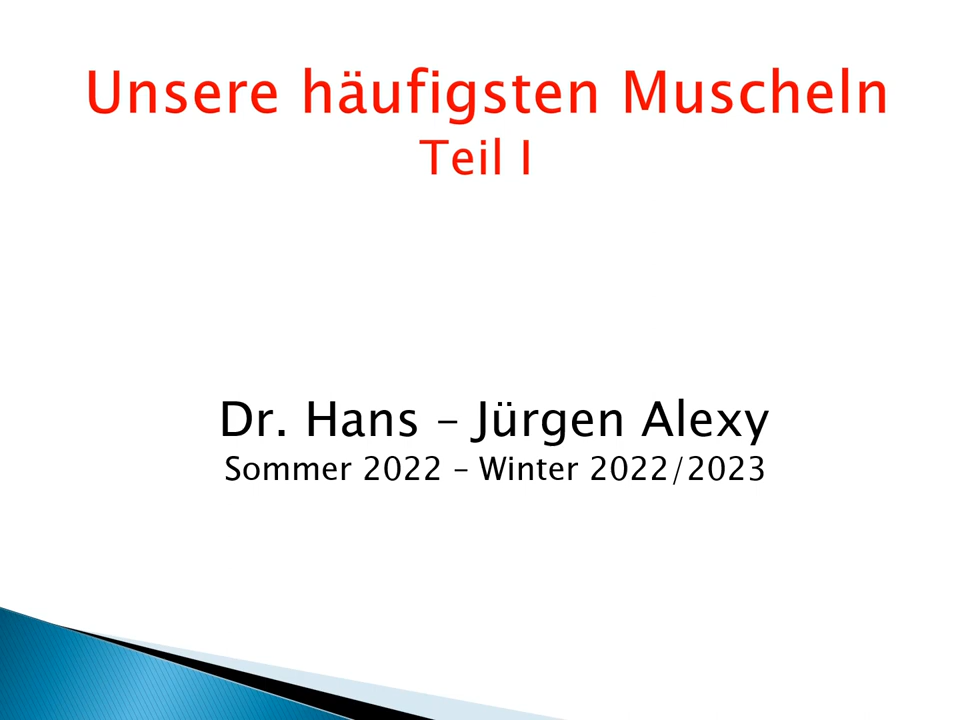 Unsere häufigsten Muscheln
Teil I
Dr. Hans – Jürgen Alexy
Sommer 2022 – Winter 2022/2023